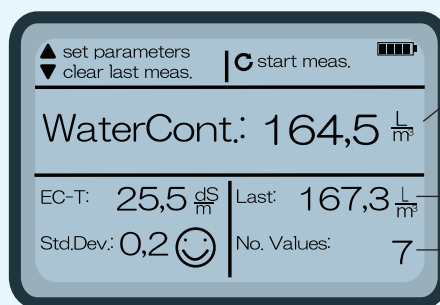 ▲ set parameters
▼ clear last meas.
start meas.
WaterCont.: 164,5 L/m³
EC-T: 25,5 dS/m
Last: 167,3 L/m³
Std.Dev.: 0,2
No. Values: 7